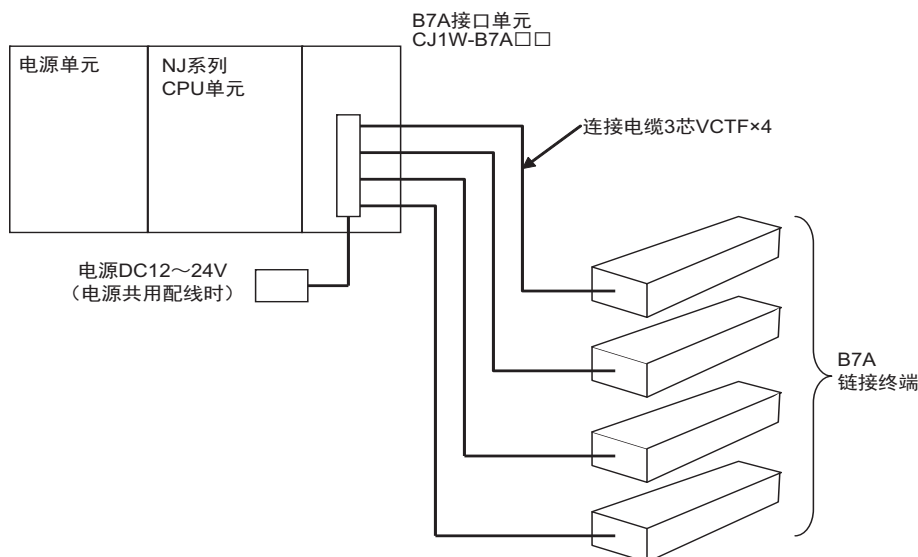 B7A接口单元
CJ1W-B7A□□
电源单元
NJ系列
CPU单元
连接电缆3芯VCTF×4
电源DC12～24V
（电源共用配线时）
B7A
链接终端